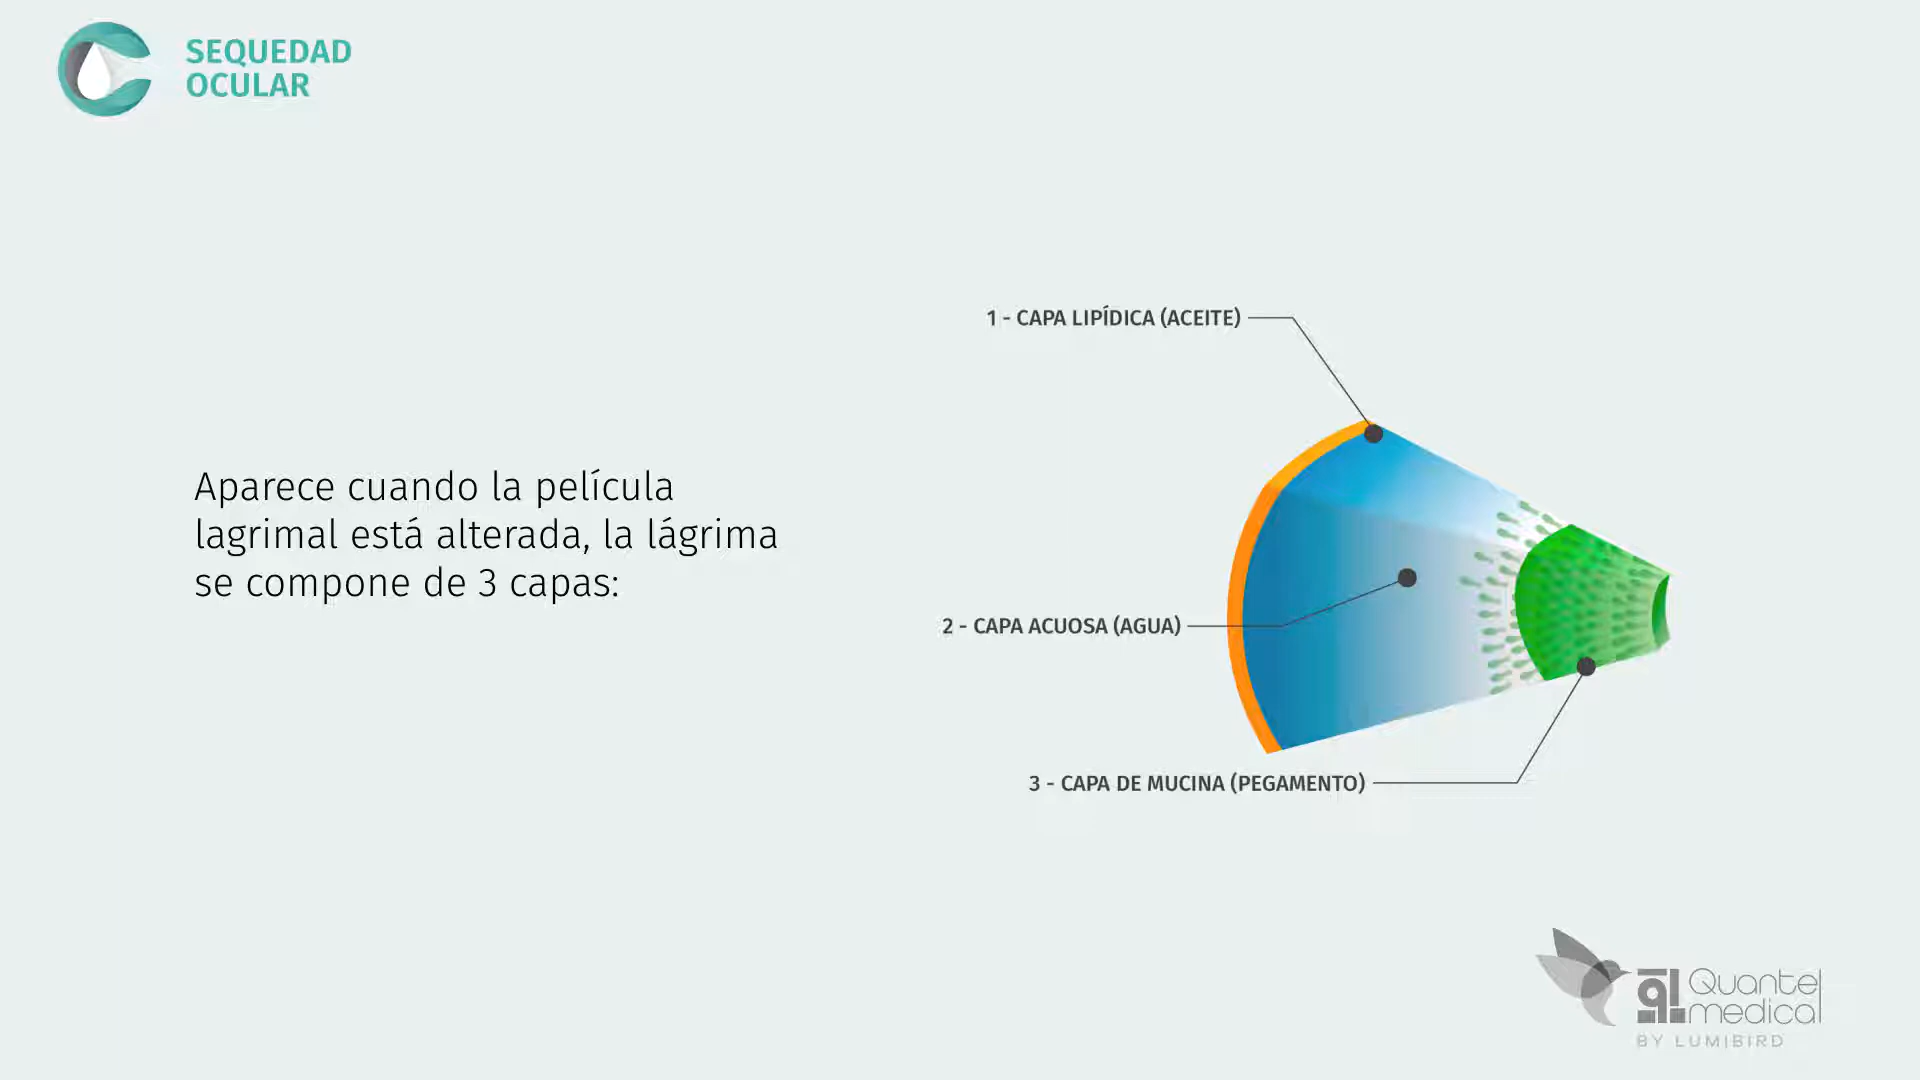 SEQUEDAD
OCULAR
1 - CAPA LIPÍDICA (ACEITE)
Aparece cuando la película
lagrimal está alterada, la lágrima
se compone de 3 capas:
2 - CAPA ACUOSA (AGUA)
3 - CAPA DE MUCINA (PEGAMENTO)
Quantel
medical
BY LUMIBIRD